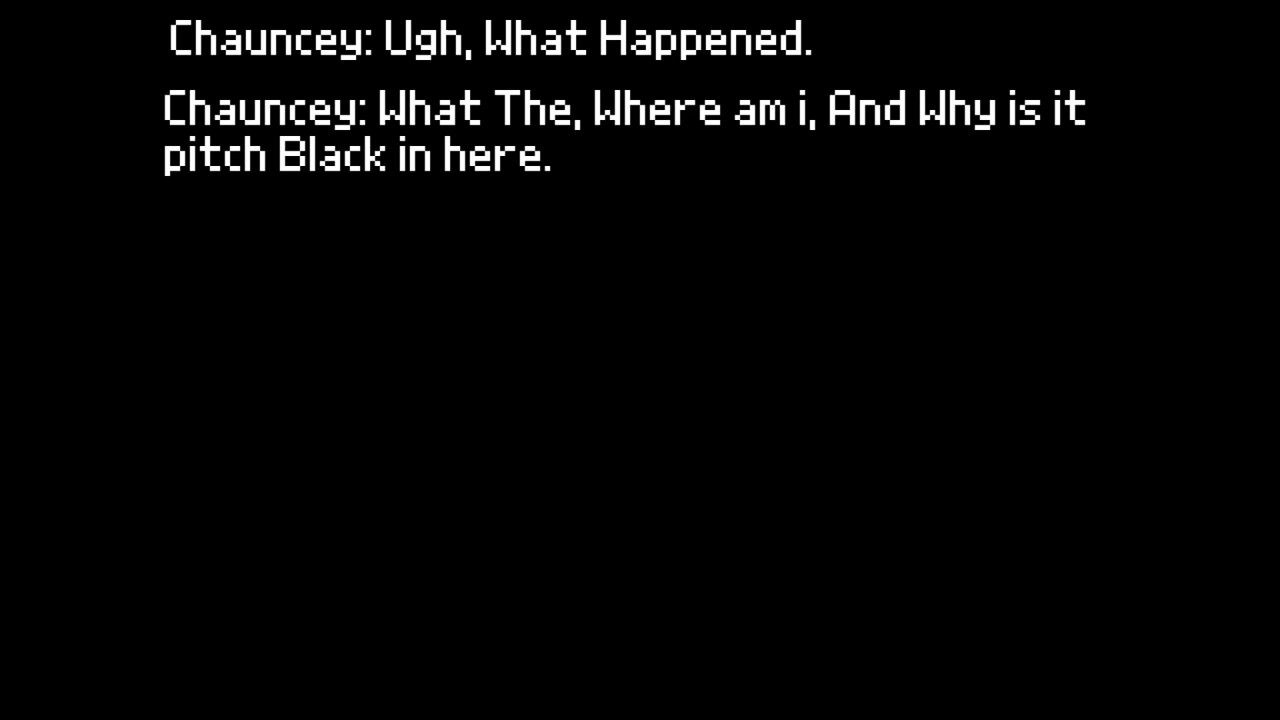 Chauncey: Ugh, What Happened.
Chauncey: What The, Where am i, And Why is it
pitch Black in here.